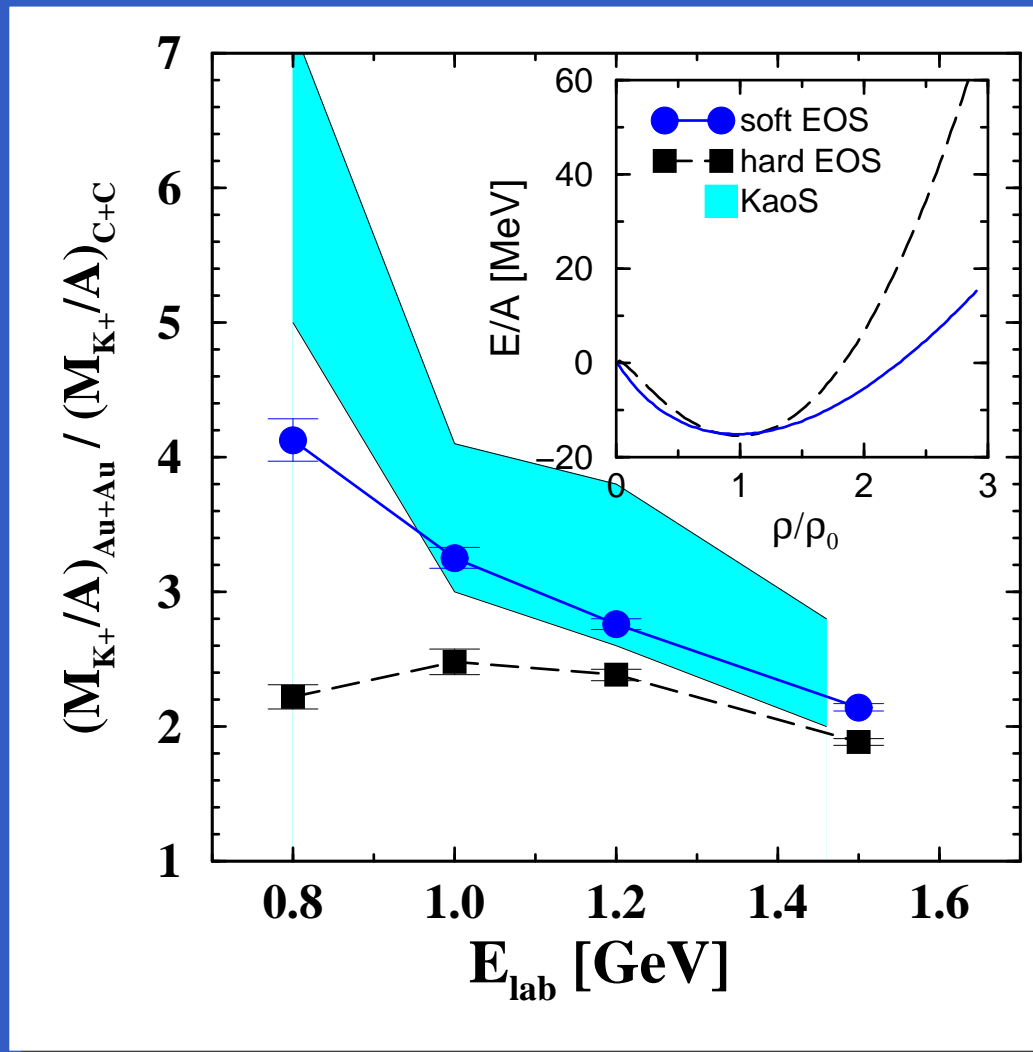 7
6
5
4
3
2
1
(M_K+/A)_Au+Au / (M_K+/A)_C+C
0.8 1.0 1.2 1.4 1.6
E_lab [GeV]
60
40
20
0
−20
E/A [MeV]
soft EOS
hard EOS
KaoS
0 1 2 3
ρ/ρ_0